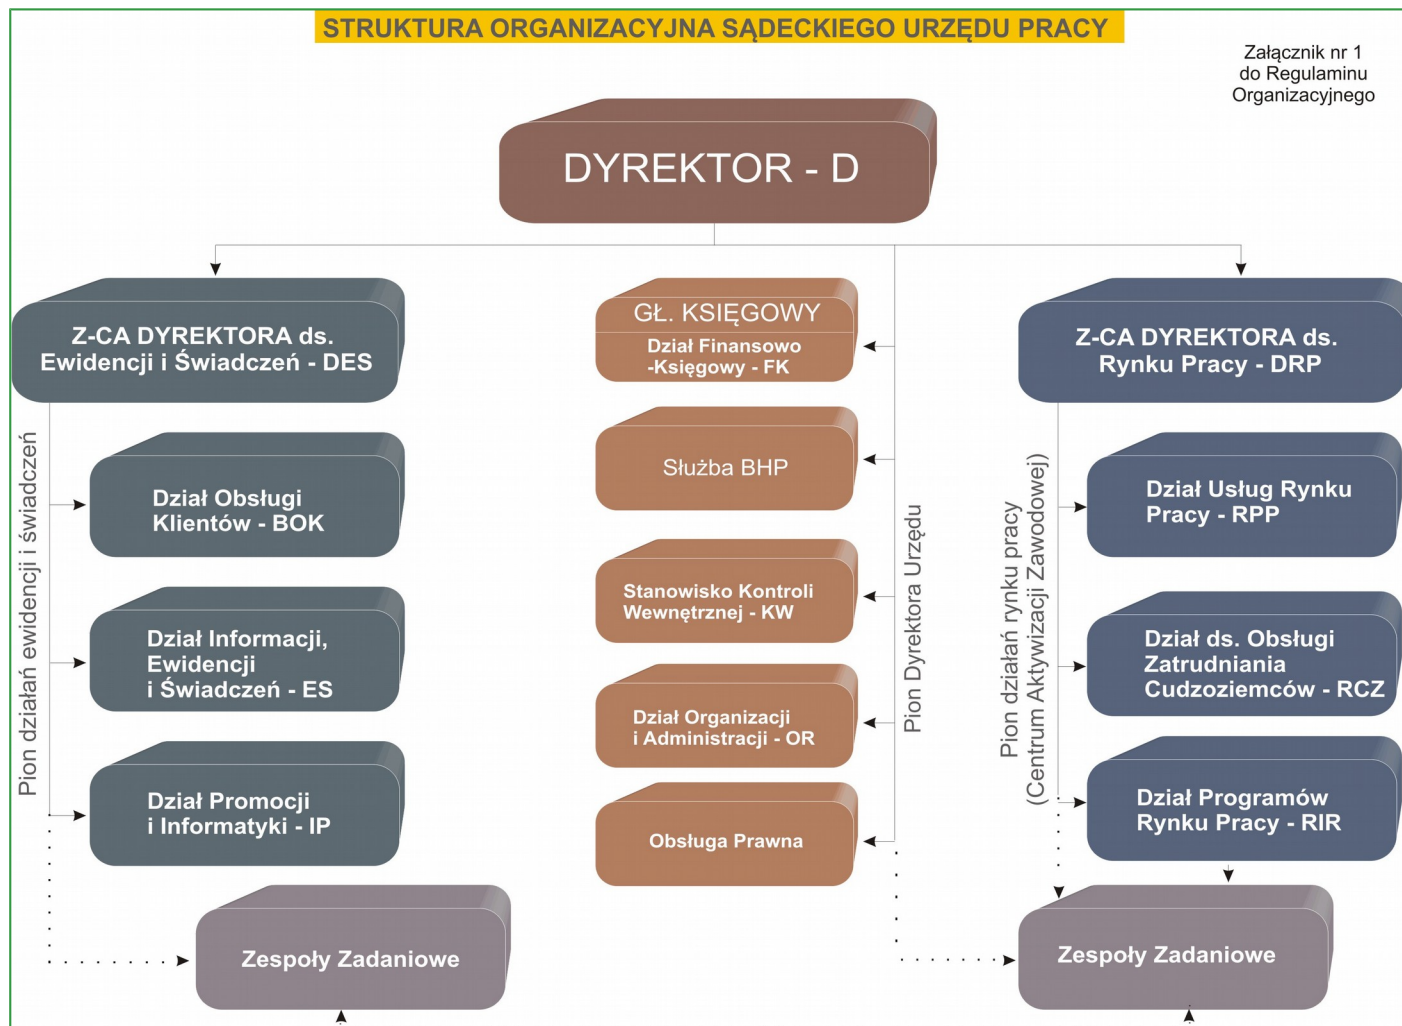 STRUKTURA ORGANIZACYJNA SĄDECKIEGO URZĘDU PRACY
Załącznik nr 1
do Regulaminu
Organizacyjnego
DYREKTOR - D
Z-CA DYREKTORA ds.
Ewidencji i Świadczeń - DES
Pion działań ewidencji i świadczeń
Dział Obsługi
Klientów - BOK
Dział Informacji,
Ewidencji
i Świadczeń - ES
Dział Promocji
i Informatyki - IP
Zespoły Zadaniowe
GŁ. KSIĘGOWY
Dział Finansowo
-Księgowy - FK
Służba BHP
Stanowisko Kontroli
Wewnętrznej - KW
Dział Organizacji
i Administracji - OR
Obsługa Prawna
Pion Dyrektora Urzędu
Z-CA DYREKTORA ds.
Rynku Pracy - DRP
Pion działań rynku pracy
(Centrum Aktywizacji Zawodowej)
Dział Usług Rynku
Pracy - RPP
Dział ds. Obsługi
Zatrudniania
Cudzoziemców - RCZ
Dział Programów
Rynku Pracy - RIR
Zespoły Zadaniowe